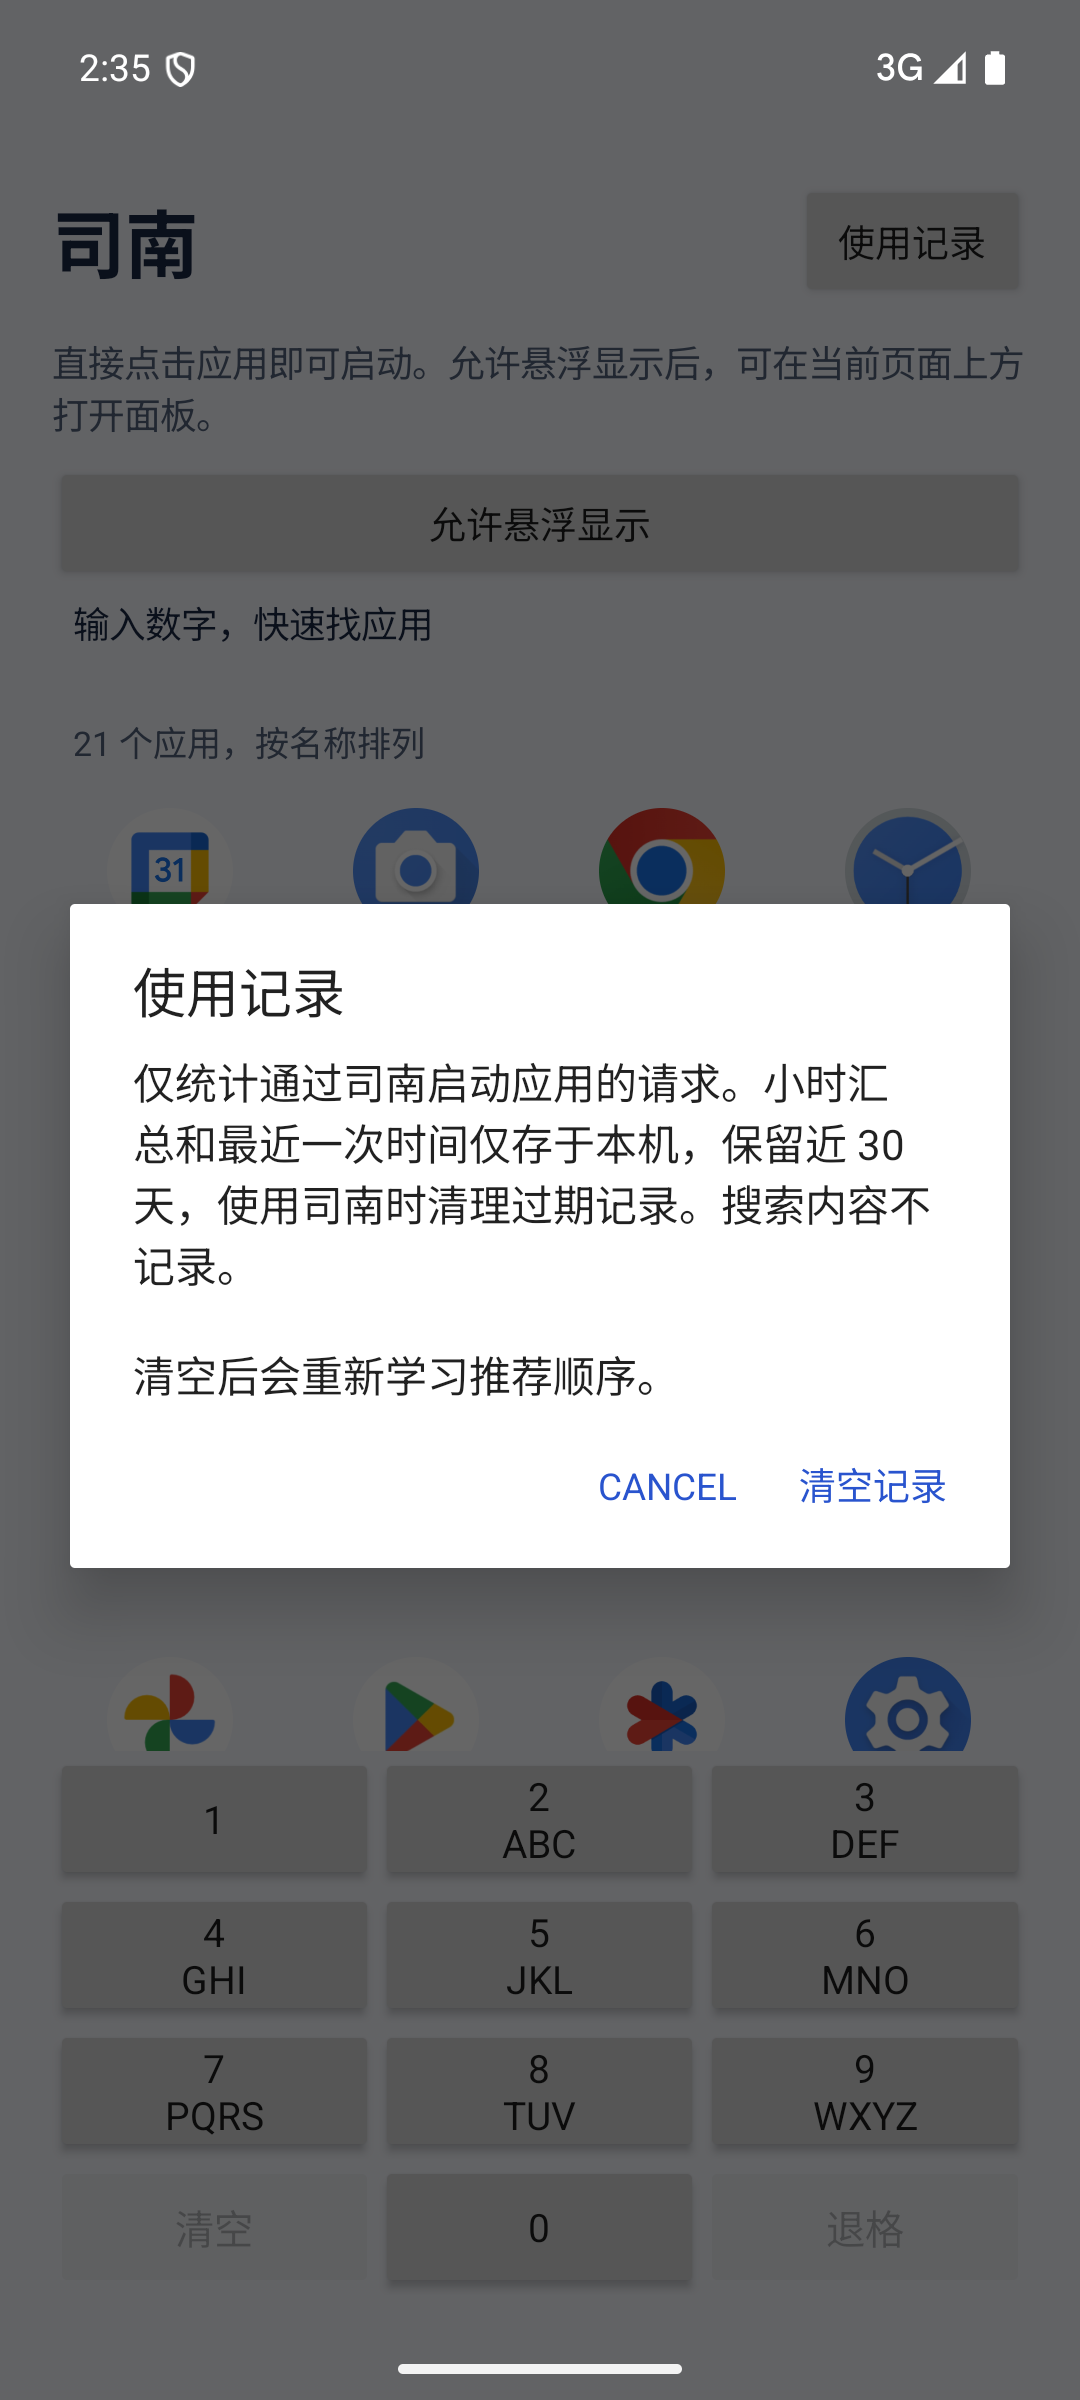 2:35
3G
司南
使用记录
直接点击应用即可启动。允许悬浮显示后，可在当前页面上方
打开面板。
允许悬浮显示
输入数字，快速找应用
21 个应用，按名称排列
31
使用记录
仅统计通过司南启动应用的请求。小时汇
总和最近一次时间仅存于本机，保留近 30
天，使用司南时清理过期记录。搜索内容不
记录。
清空后会重新学习推荐顺序。
CANCEL
清空记录
1
2
ABC
3
DEF
4
GHI
5
JKL
6
MNO
7
PQRS
8
TUV
9
WXYZ
清空
0
退格